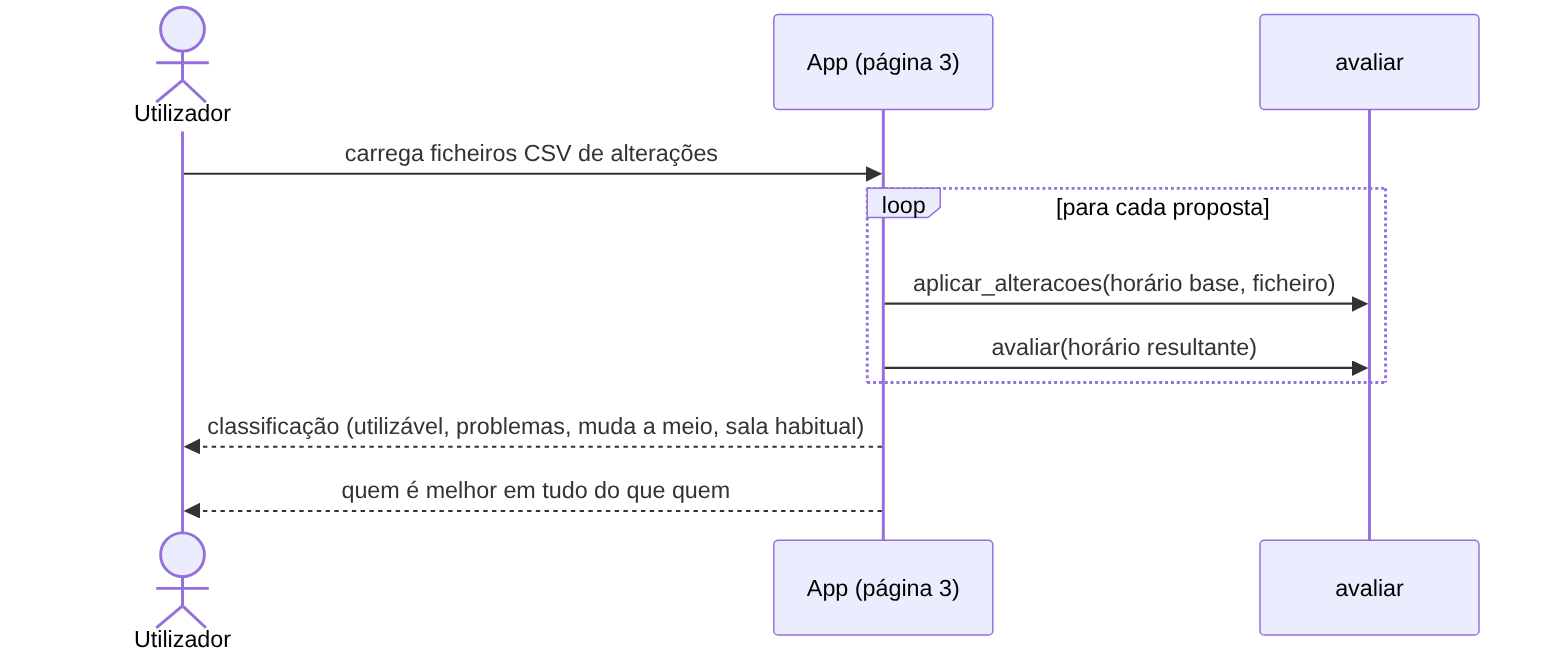 Utilizador
App (página 3)
avaliar
carrega ficheiros CSV de alterações
loop
[para cada proposta]
aplicar_alteracoes(horário base, ficheiro)
avaliar(horário resultante)
classificação (utilizável, problemas, muda a meio, sala habitual)
quem é melhor em tudo do que quem
Utilizador
App (página 3)
avaliar